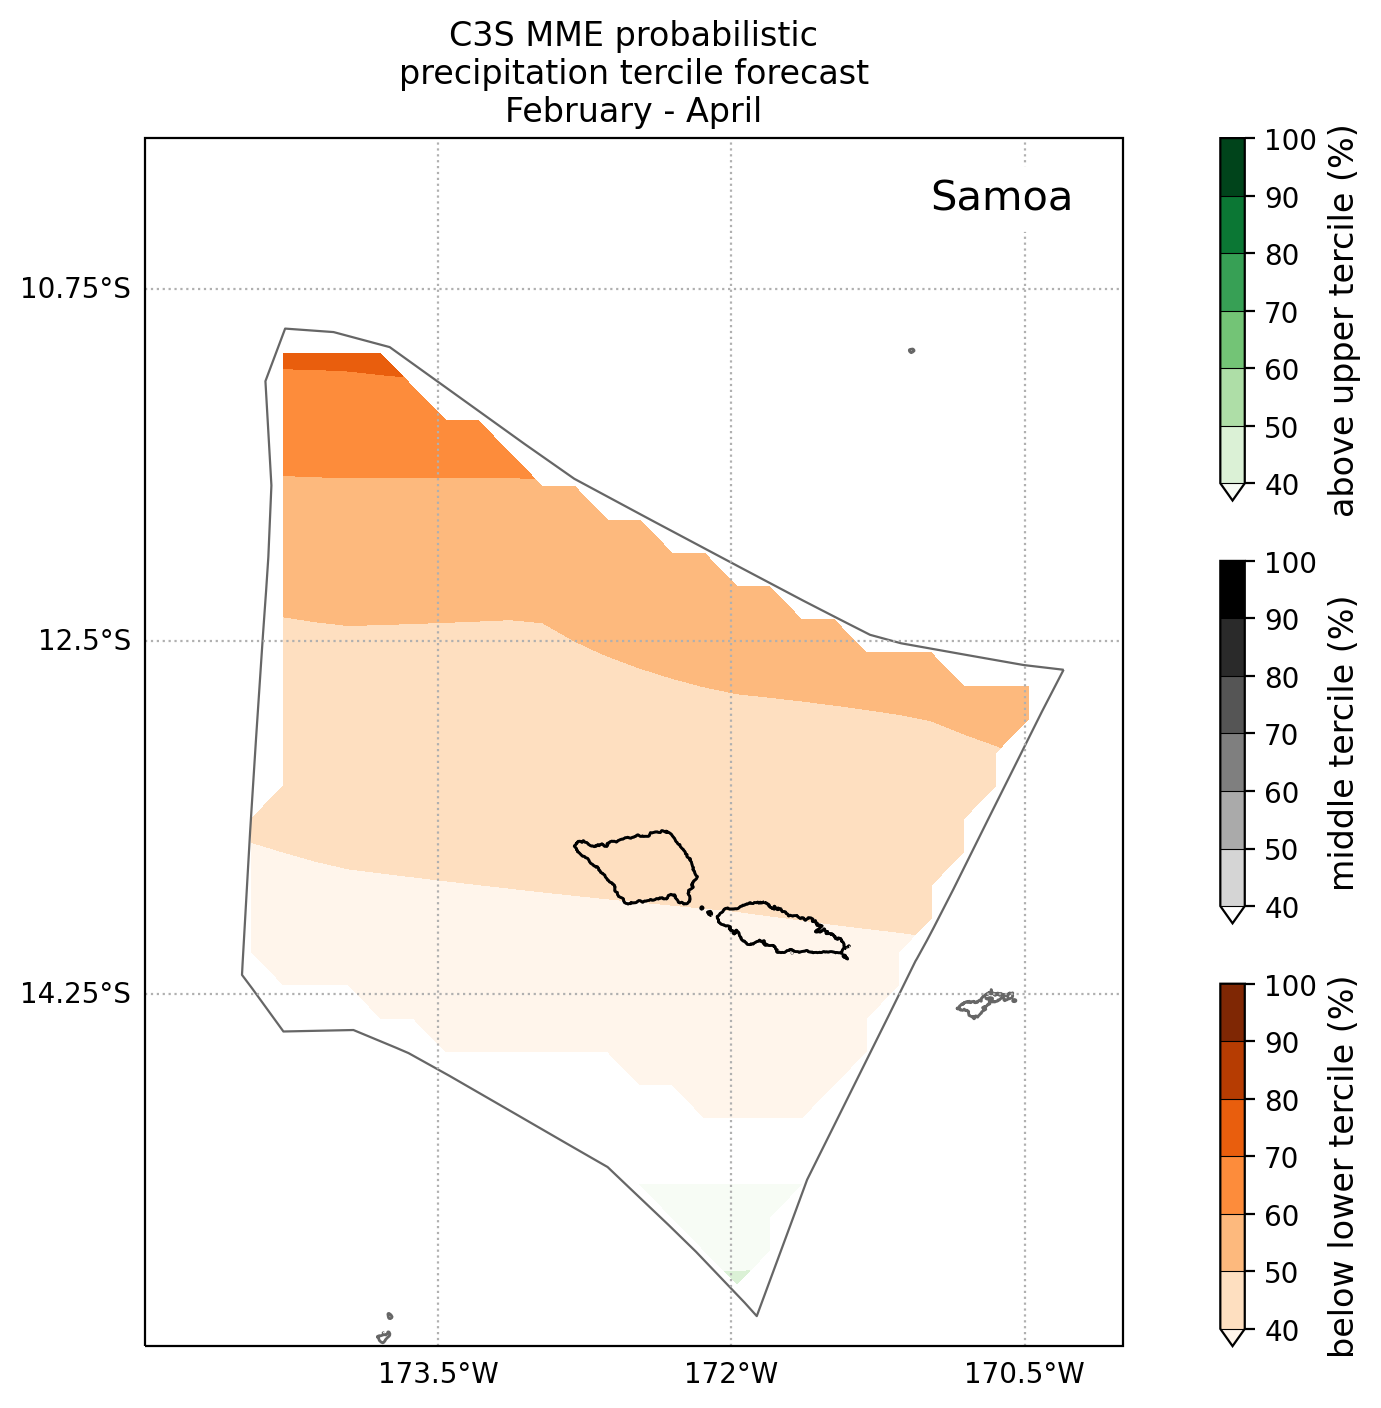 C3S MME probabilistic
precipitation tercile forecast
February - April
Samoa
10.75°S
12.5°S
14.25°S
173.5°W
172°W
170.5°W
100
90
80
70
60
50
40
above upper tercile (%)
100
90
80
70
60
50
40
middle tercile (%)
100
90
80
70
60
50
40
below lower tercile (%)